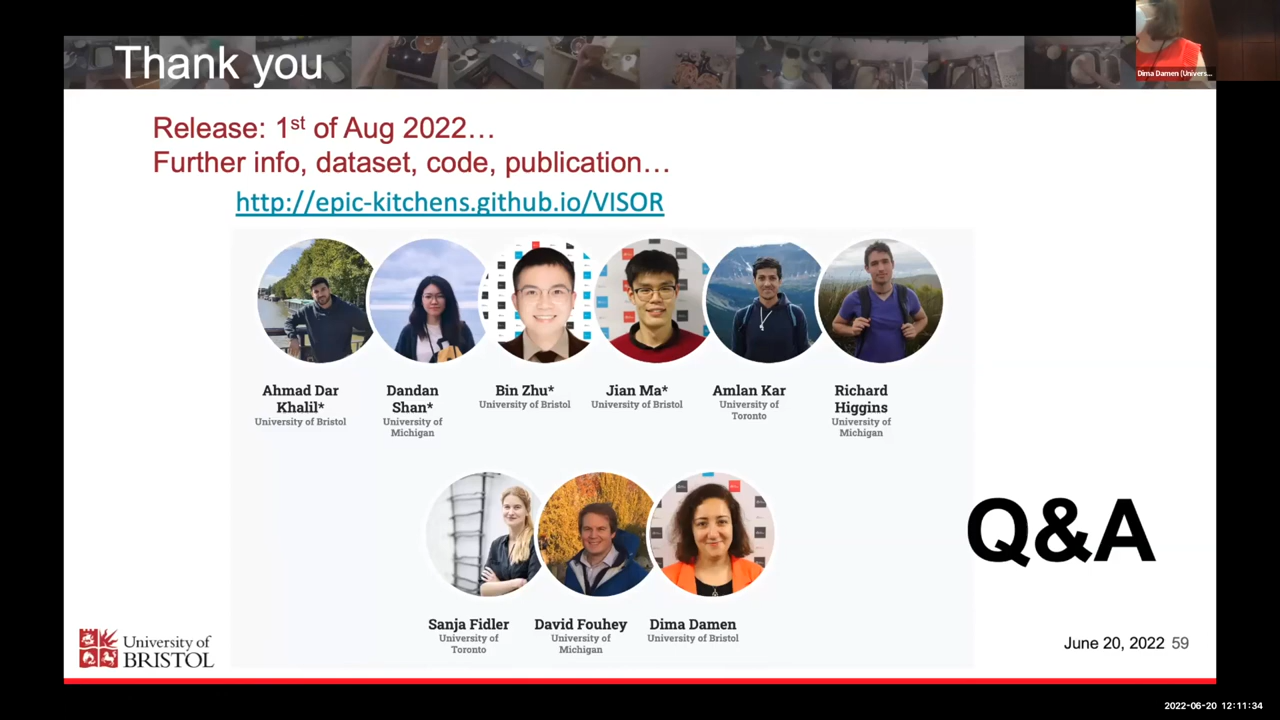 Thank you
Dima Damen (Univers...
Release: 1st of Aug 2022...
Further info, dataset, code, publication...
http://epic-kitchens.github.io/VISOR
Ahmad Dar
Khalil*
University of Bristol
Dandan
Shan*
University of
Michigan
Bin Zhu*
University of Bristol
Jian Ma*
University of Bristol
Amlan Kar
University of
Toronto
Richard
Higgins
University of
Michigan
Q&A
Sanja Fidler
University of
Toronto
David Fouhey
University of
Michigan
Dima Damen
University of Bristol
University of
BRISTOL
June 20, 2022 59
2022-06-20 12:11:34